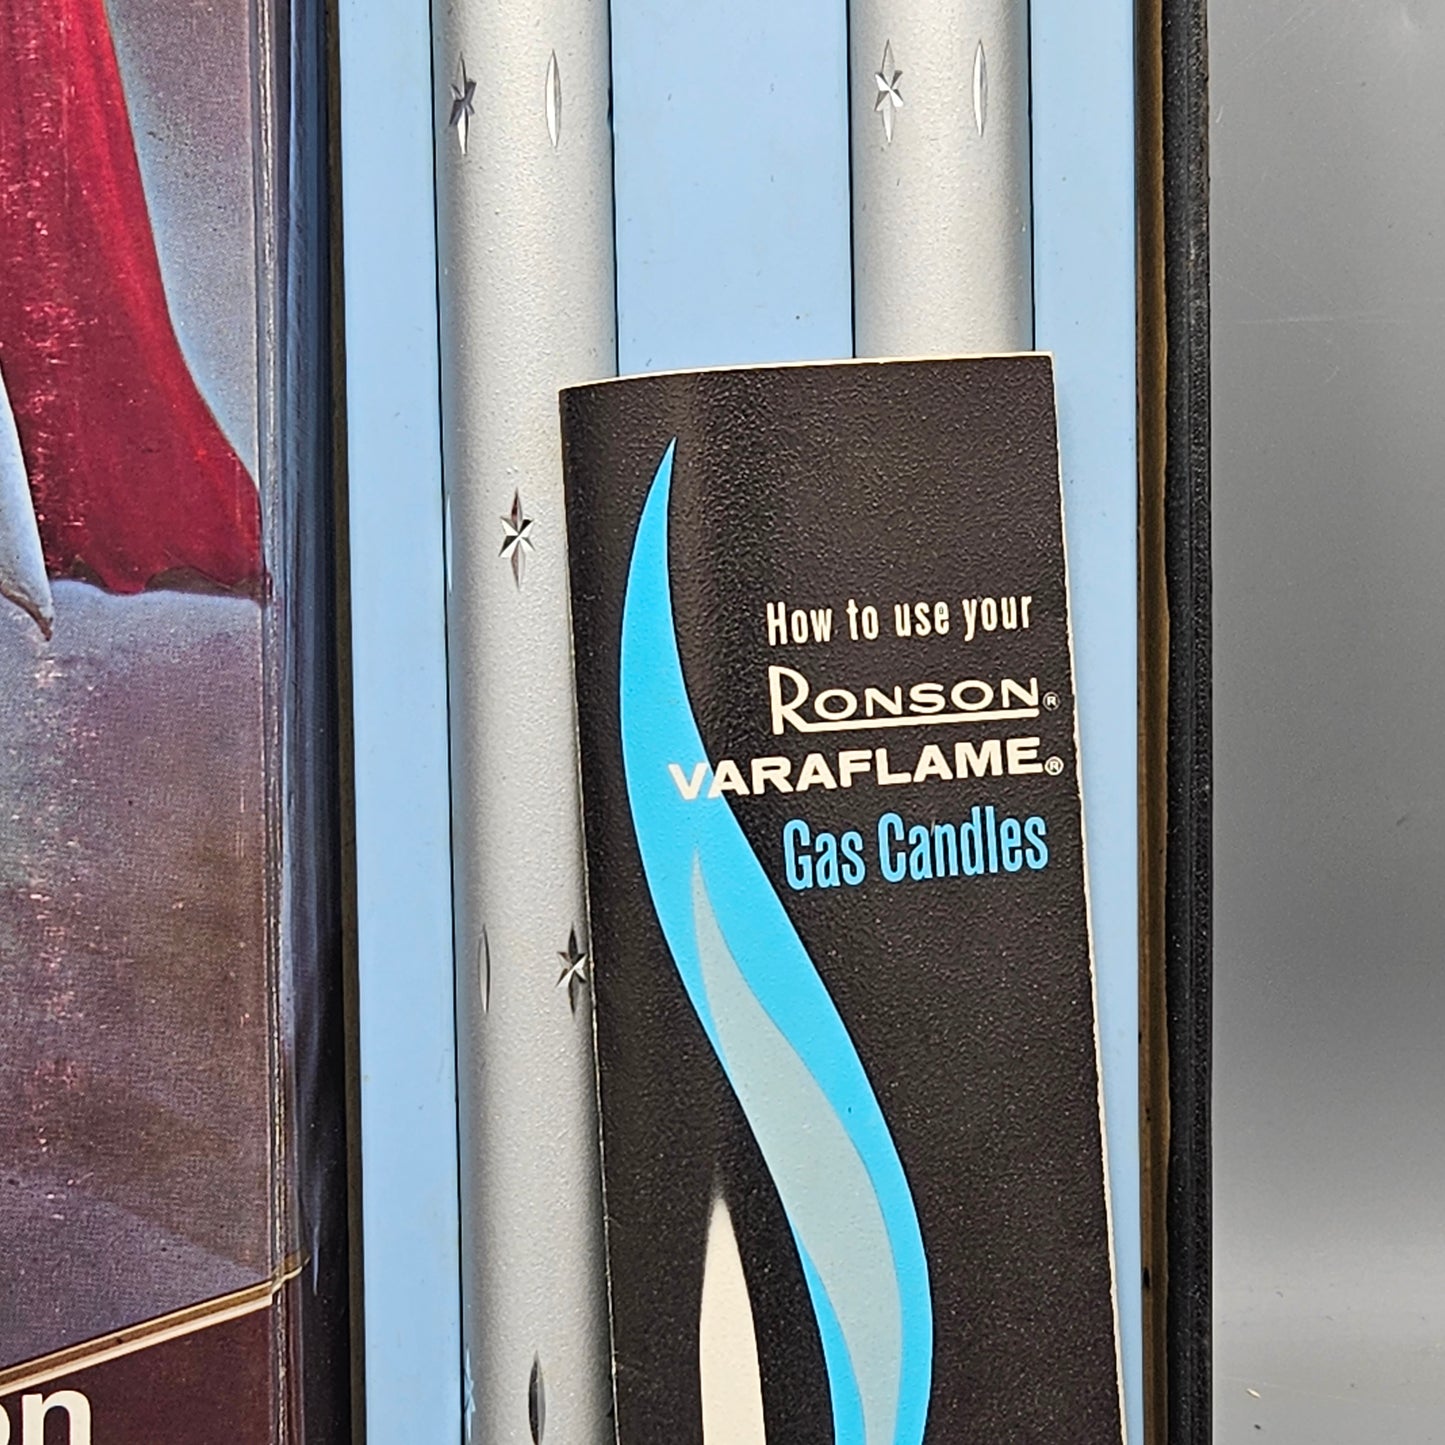 How to use your
RONSON®
VARAFLAME®
Gas Candles